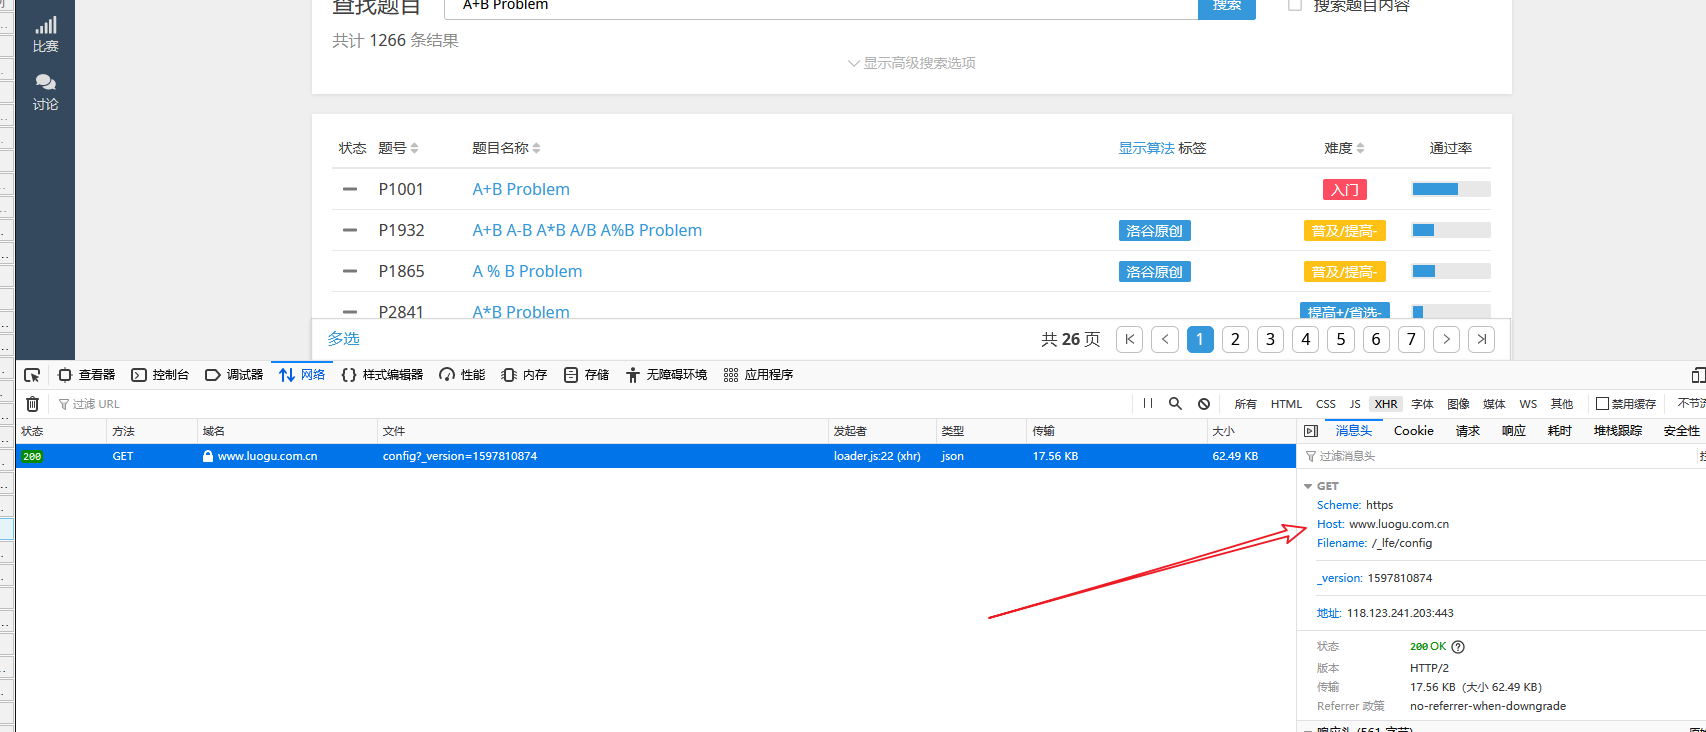 比赛
讨论
查找题目 A+B Problem 搜索 搜索题目内容
共计 1266 条结果
显示高级搜索选项
状态 题号 题目名称 显示算法 标签 难度 通过率
P1001 A+B Problem 入门
P1932 A+B A-B A*B A/B A%B Problem 洛谷原创 普及/提高-
P1865 A % B Problem 洛谷原创 普及/提高-
P2841 A*B Problem 提高+/省选-
多选 共 26 页 1 2 3 4 5 6 7
查看器 控制台 调试器 网络 {} 样式编辑器 性能 内存 存储 无障碍环境 应用程序
过滤 URL 所有 HTML CSS JS XHR 字体 图像 媒体 WS 其他 禁用缓存 不节流
状态 方法 域名 文件 发起者 类型 传输 大小
200 GET www.luogu.com.cn config?_version=1597810874 loader.js:22 (xhr) json 17.56 KB 62.49 KB
消息头 Cookie 请求 响应 耗时 堆栈跟踪 安全性
过滤消息头
GET
Scheme: https
Host: www.luogu.com.cn
Filename: /_lfe/config
_version: 1597810874
地址: 118.123.241.203:443
状态 200 OK
版本 HTTP/2
传输 17.56 KB (大小 62.49 KB)
Referrer 政策 no-referrer-when-downgrade
响应头 (561 字节)